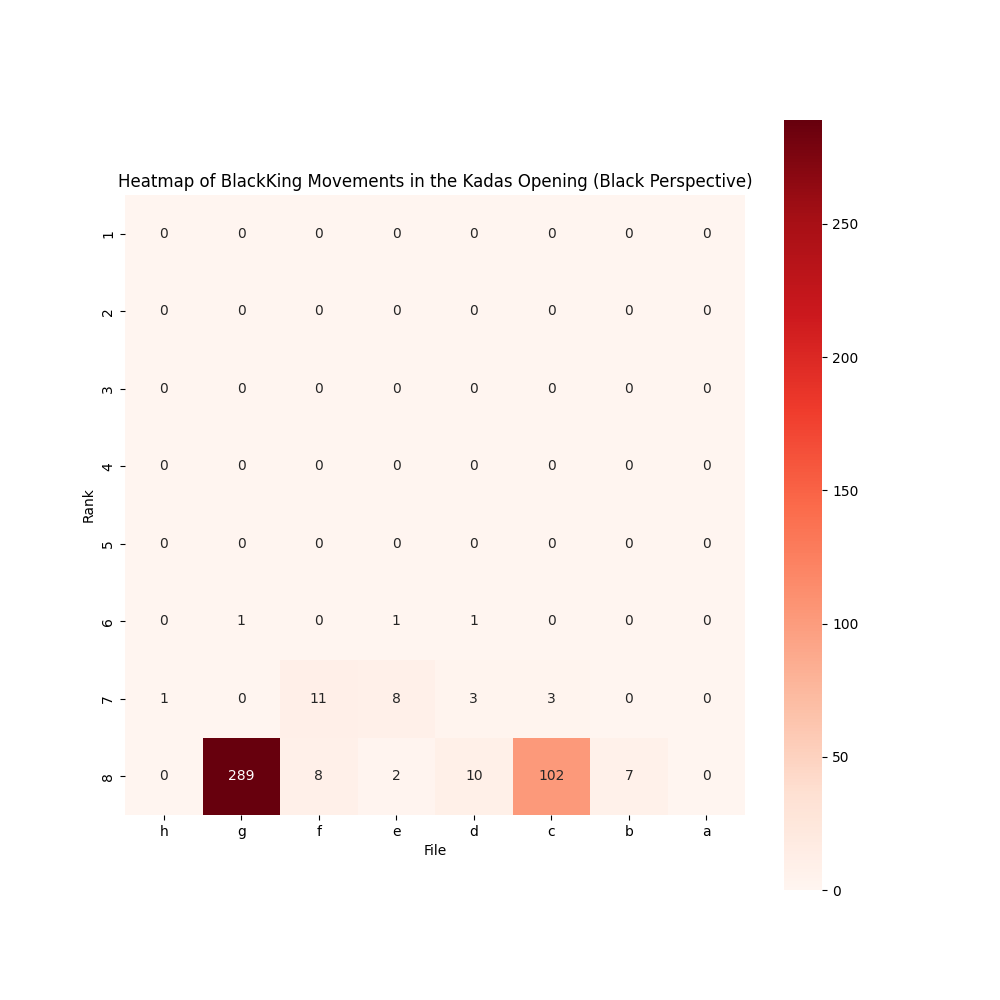 Heatmap of BlackKing Movements in the Kadas Opening (Black Perspective)
1 0 0 0 0 0 0 0 0
2 0 0 0 0 0 0 0 0
3 0 0 0 0 0 0 0 0
4 0 0 0 0 0 0 0 0
Rank
5 0 0 0 0 0 0 0 0
6 0 1 0 1 1 0 0 0
7 1 0 11 8 3 3 0 0
8 0 289 8 2 10 102 7 0
h g f e d c b a
File
250
200
150
100
50
0